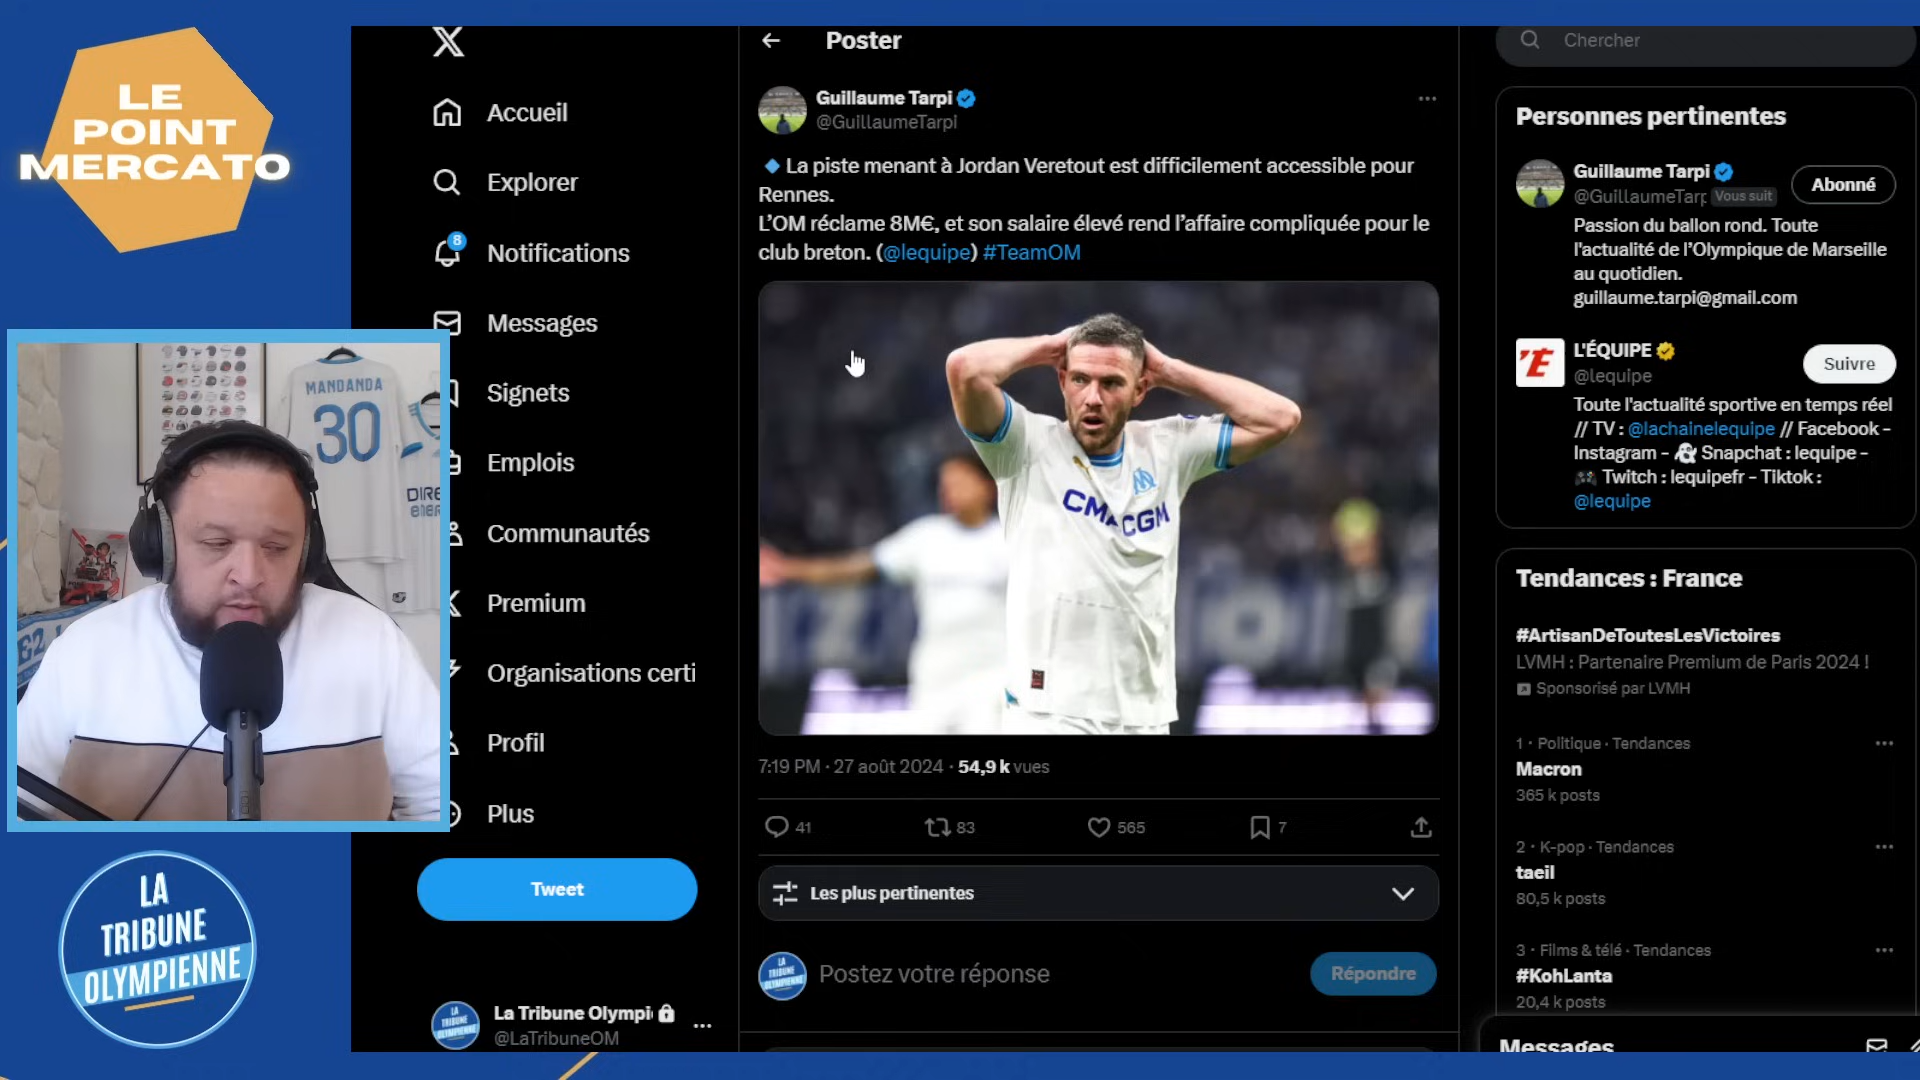 LE
POINT
MERCATO
MANDANDA
30
LA
TRIBUNE
OLYMPIENNE
Accueil
Explorer
8
Notifications
Messages
Signets
Emplois
Communautés
Premium
Organisations certi
Profil
Plus
Tweet
La Tribune Olympi
@LaTribuneOM
Poster
Guillaume Tarpi
@GuillaumeTarpi
La piste menant à Jordan Veretout est difficilement accessible pour
Rennes.
L’OM réclame 8M€, et son salaire élevé rend l’affaire compliquée pour le
club breton. (@lequipe) #TeamOM
CMA CGM
7:19 PM · 27 août 2024 · 54,9 k vues
41
83
565
7
Les plus pertinentes
LA
TRIBUNE
OLYMPIENNE
Postez votre réponse
Répondre
Chercher
Personnes pertinentes
Guillaume Tarpi
@GuillaumeTarp Vous suit
Abonné
Passion du ballon rond. Toute
l'actualité de l’Olympique de Marseille
au quotidien.
guillaume.tarpi@gmail.com
L'ÉQUIPE
@lequipe
Suivre
Toute l'actualité sportive en temps réel
// TV : @lachainelequipe // Facebook -
Instagram - Snapchat : lequipe -
Twitch : lequipefr - Tiktok :
@lequipe
Tendances : France
#ArtisanDeToutesLesVictoires
LVMH : Partenaire Premium de Paris 2024 !
Sponsorisé par LVMH
1 · Politique · Tendances
Macron
365 k posts
2 · K-pop · Tendances
taeil
80,5 k posts
3 · Films & télé · Tendances
#KohLanta
20,4 k posts
Messages